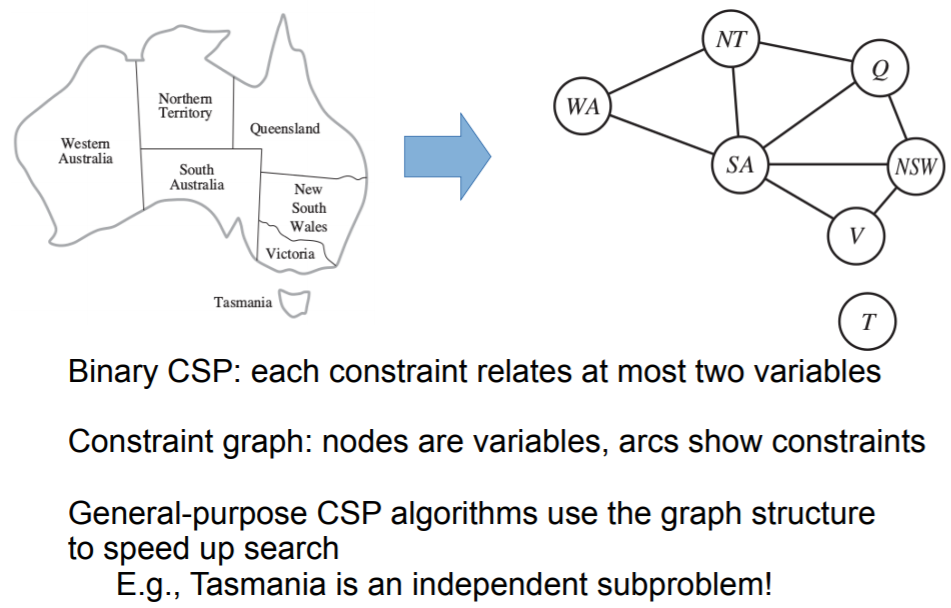 Western
Australia
Northern
Territory
South
Australia
Queensland
New
South
Wales
Victoria
Tasmania
NT
Q
WA
SA
NSW
V
T
Binary CSP: each constraint relates at most two variables
Constraint graph: nodes are variables, arcs show constraints
General-purpose CSP algorithms use the graph structure
to speed up search
E.g., Tasmania is an independent subproblem!